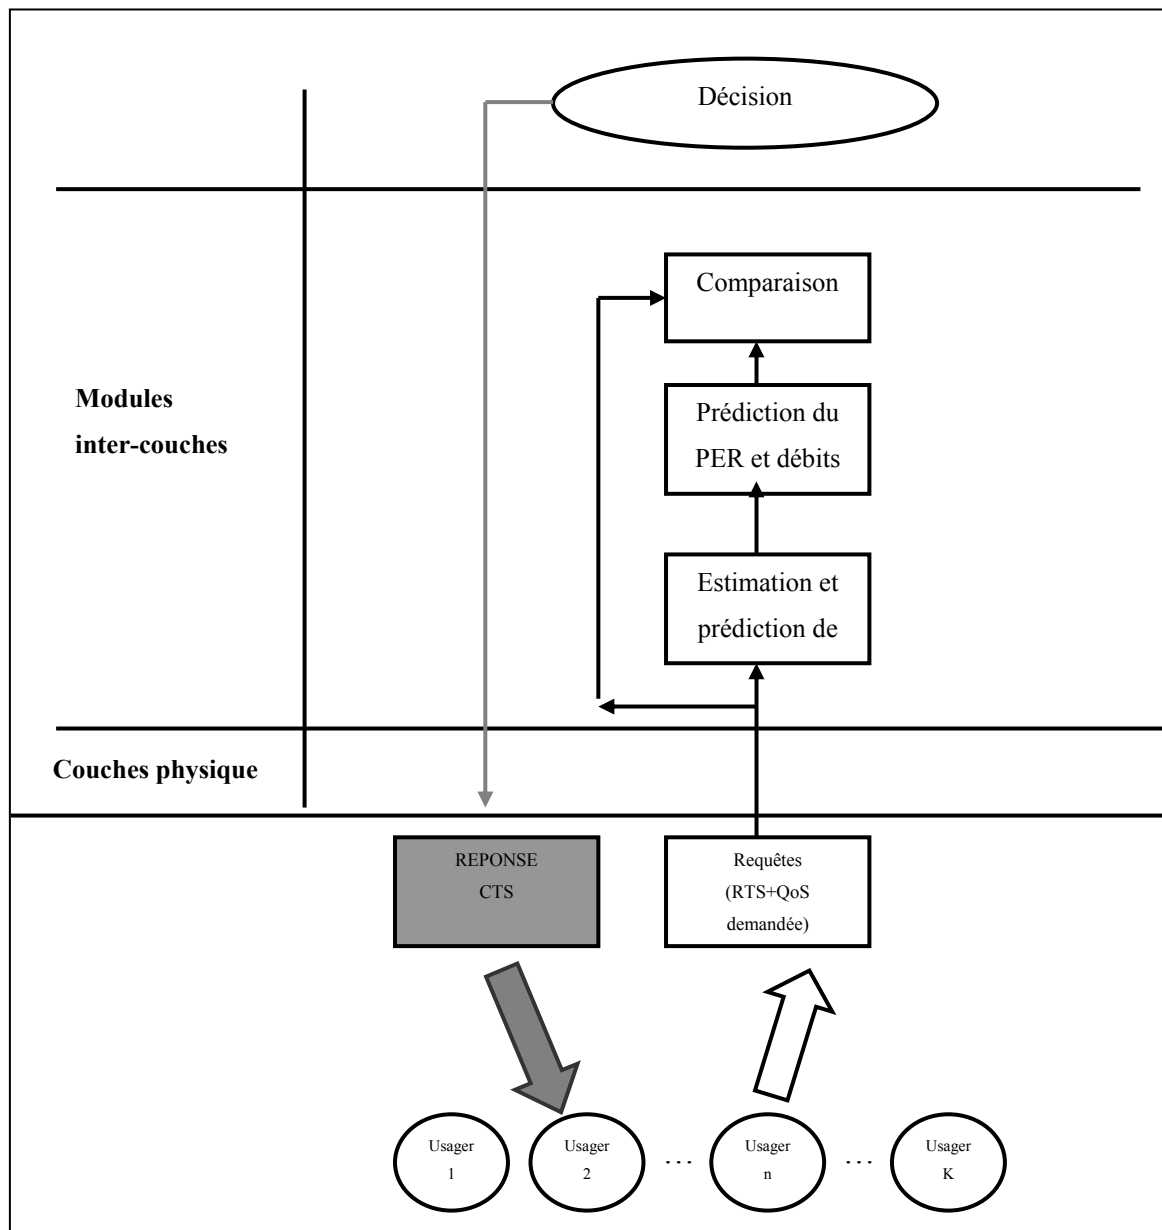 Décision
Comparaison
Modules
inter-couches
Prédiction du
PER et débits
Estimation et
prédiction de
Couches physique
REPONSE
CTS
Requêtes
(RTS+QoS
demandée)
Usager
1
Usager
2
...
Usager
n
...
Usager
K